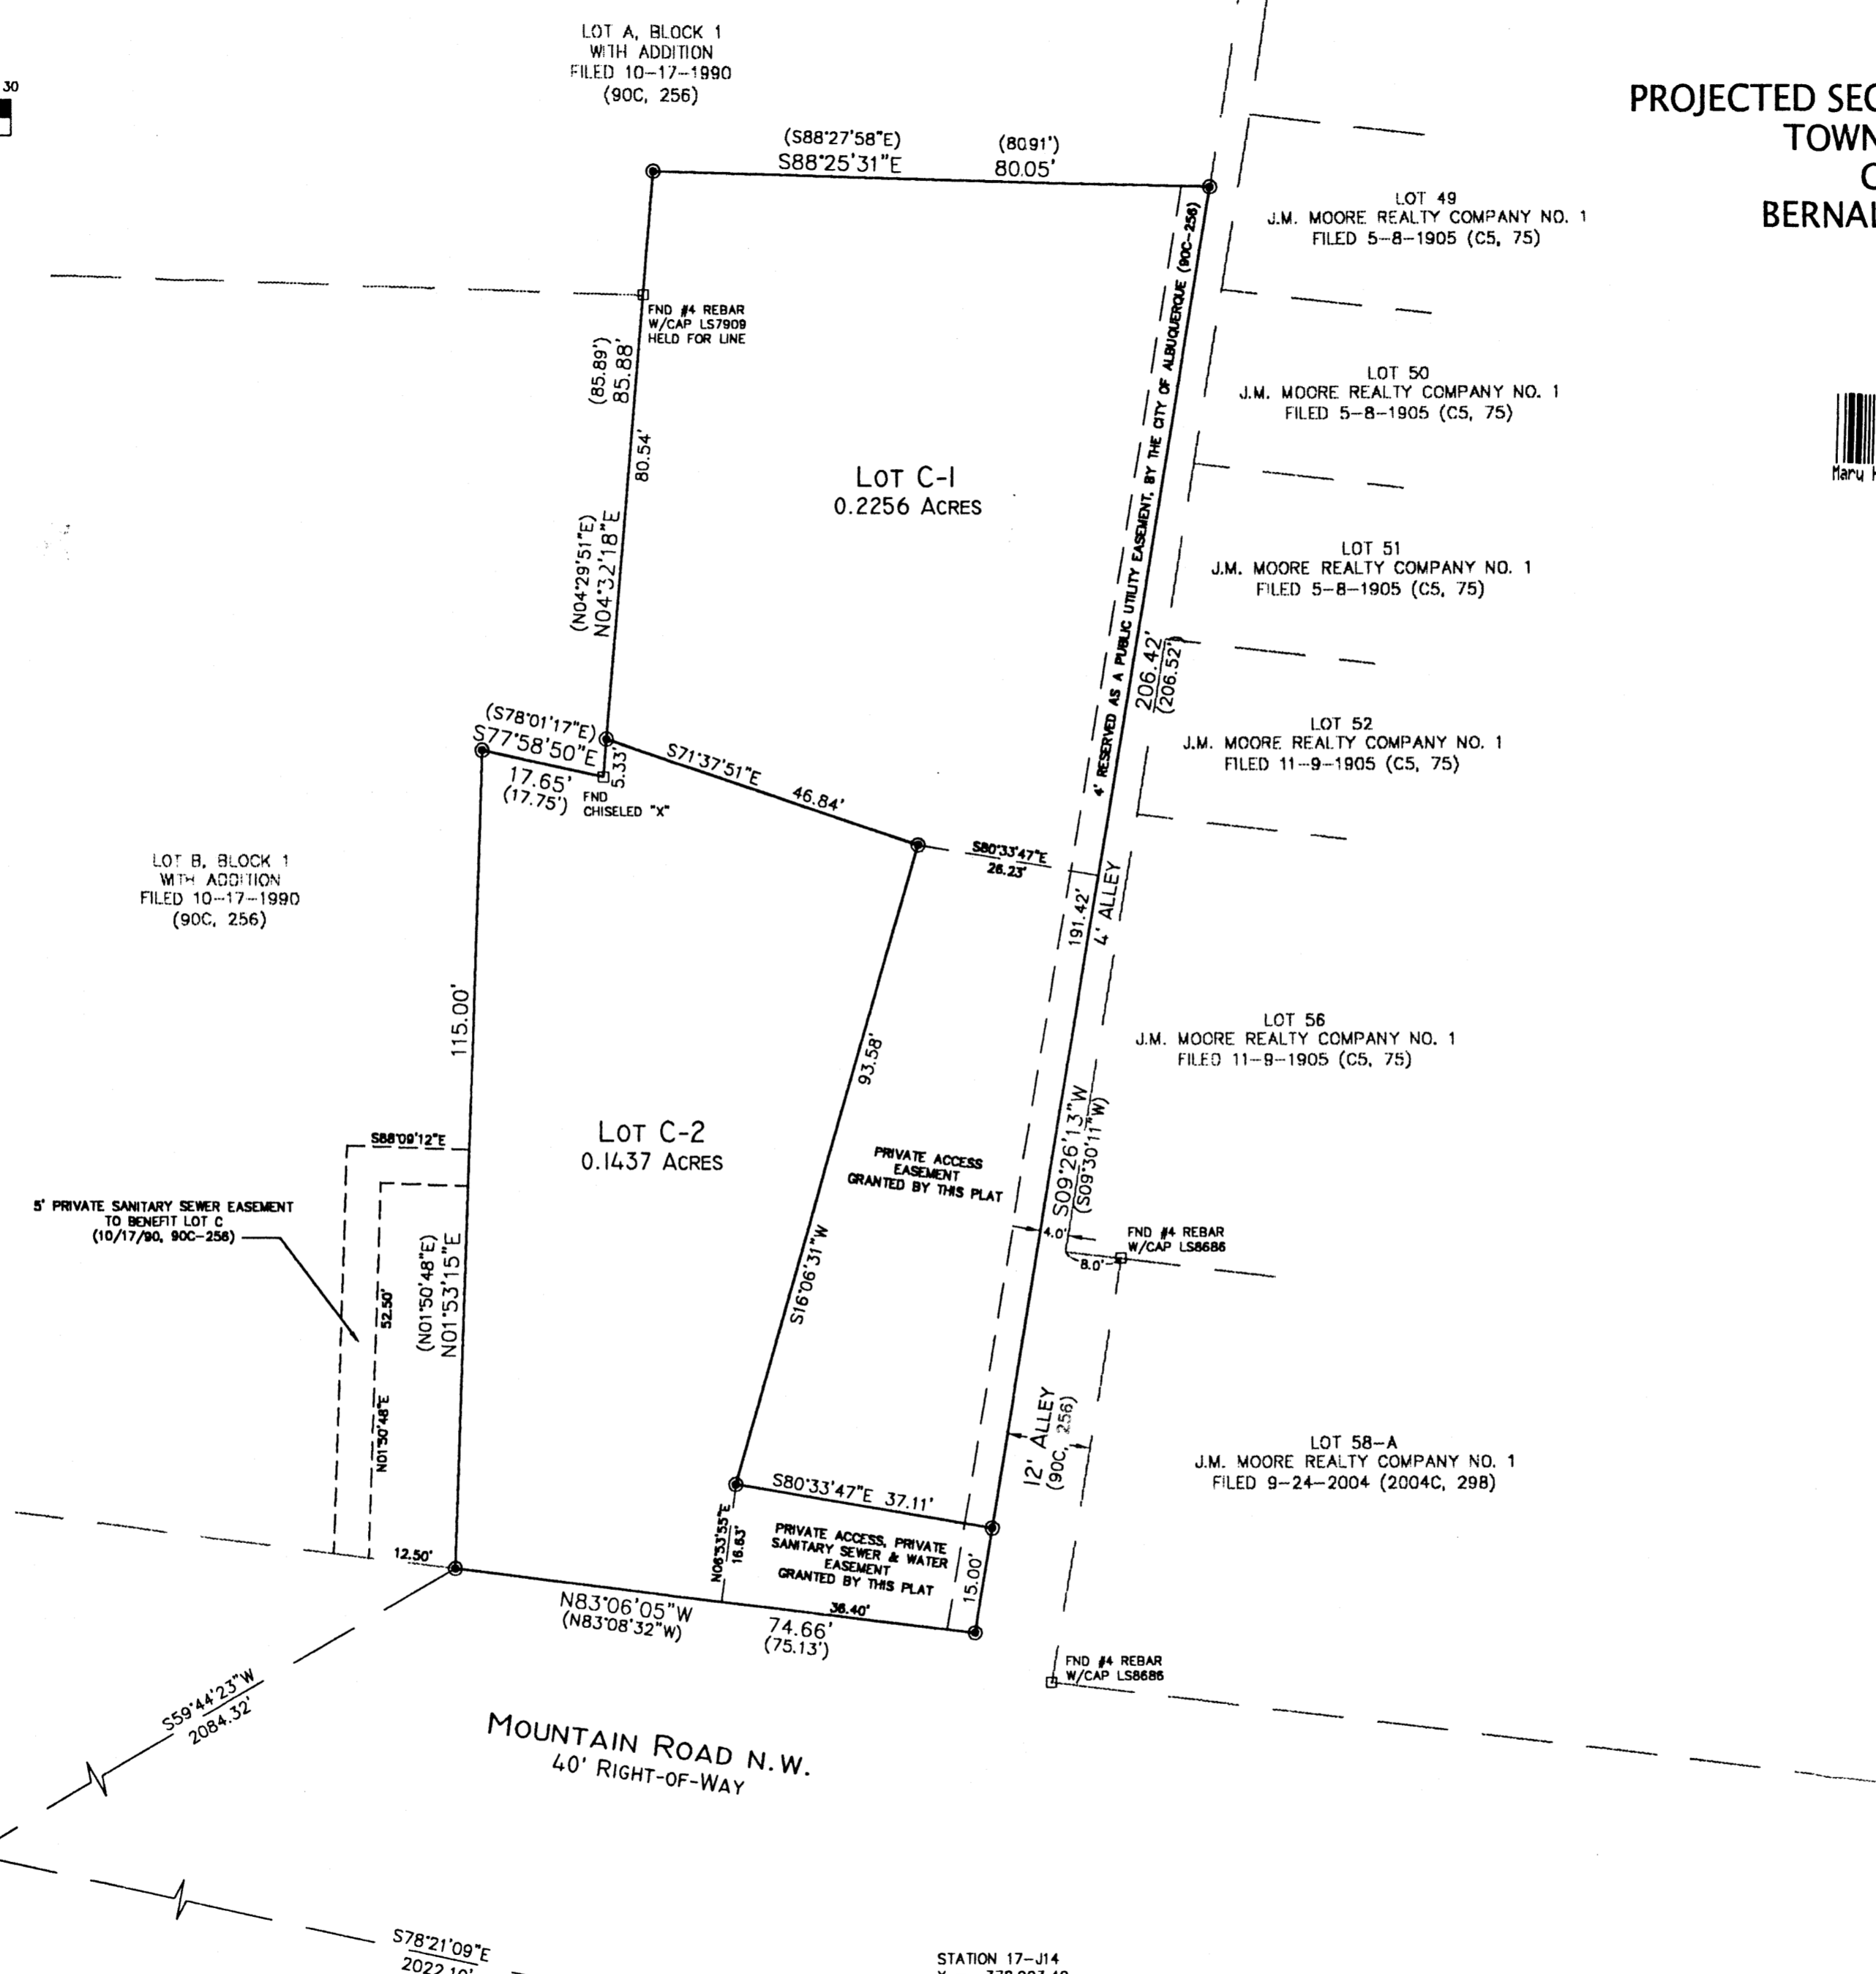 30
LOT A, BLOCK 1
WITH ADDITION
FILED 10-17-1990
(90C, 256)
PROJECTED SEC
TOWN
C
BERNAL
(S88°27'58"E) (80.91')
S88°25'31"E 80.05'
LOT 49
J.M. MOORE REALTY COMPANY NO. 1
FILED 5-8-1905 (C5, 75)
FND #4 REBAR
W/CAP LS7909
HELD FOR LINE
(85.89')
85.88'
80.54'
(N04°29'51"E)
N04°32'18"E
LOT C-1
0.2256 ACRES
4' RESERVED AS A PUBLIC UTILITY EASEMENT, BY THE CITY OF ALBUQUERQUE (90C-256)
LOT 50
J.M. MOORE REALTY COMPANY NO. 1
FILED 5-8-1905 (C5, 75)
LOT 51
J.M. MOORE REALTY COMPANY NO. 1
FILED 5-8-1905 (C5, 75)
206.42'
(206.52')
LOT 52
J.M. MOORE REALTY COMPANY NO. 1
FILED 11-9-1905 (C5, 75)
(S78°01'17"E)
S77°58'50"E
17.65'
(17.75')
5.33'
FND
CHISELED "X"
S71°37'51"E 46.84'
S80°33'47"E
26.23'
191.42'
4' ALLEY
LOT B, BLOCK 1
WITH ADDITION
FILED 10-17-1990
(90C, 256)
115.00'
93.58'
LOT 56
J.M. MOORE REALTY COMPANY NO. 1
FILED 11-9-1905 (C5, 75)
LOT C-2
0.1437 ACRES
S88°09'12"E
PRIVATE ACCESS
EASEMENT
GRANTED BY THIS PLAT
S09°26'13"W
(S09°30'11"W)
5' PRIVATE SANITARY SEWER EASEMENT
TO BENEFIT LOT C
(10/17/90, 90C-256)
52.50'
N01°50'48"E
(N01°50'48"E)
N01°53'15"E
S16°06'31"W
4.0'
8.0'
FND #4 REBAR
W/CAP LS8686
12' ALLEY
(90C, 256)
LOT 58-A
J.M. MOORE REALTY COMPANY NO. 1
FILED 9-24-2004 (2004C, 298)
S80°33'47"E 37.11'
N06°53'55"E
16.63'
PRIVATE ACCESS, PRIVATE
SANITARY SEWER & WATER
EASEMENT
GRANTED BY THIS PLAT
15.00'
12.50'
36.40'
N83°06'05"W
(N83°08'32"W)
74.66'
(75.13')
FND #4 REBAR
W/CAP LS8686
S59°44'23"W
2084.32'
MOUNTAIN ROAD N.W.
40' RIGHT-OF-WAY
S78°21'09"E
STATION 17-J14